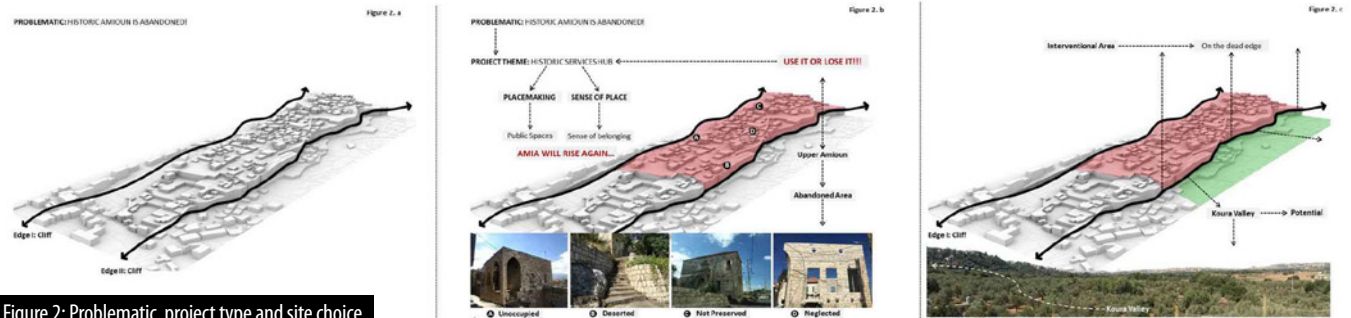 Figure 2. a
PROBLEMATIC: HISTORIC AMIOUN IS ABANDONED!
Edge I: Cliff
Edge II: Cliff
Figure 2. b
PROBLEMATIC: HISTORIC AMIOUN IS ABANDONED!
PROJECT THEME: HISTORIC SERVICES HUB
USE IT OR LOSE IT!!!
PLACEMAKING
SENSE OF PLACE
Public Spaces
Sense of belonging
AMIA WILL RISE AGAIN...
A
B
C
D
Upper Amioun
Abandoned Area
A Unoccupied
B Deserted
C Not Preserved
D Neglected
Figure 2. c
Interventional Area
On the dead edge
Edge I: Cliff
Koura Valley
Potential
Koura Valley
Figure 2: Problematic, project type and site choice